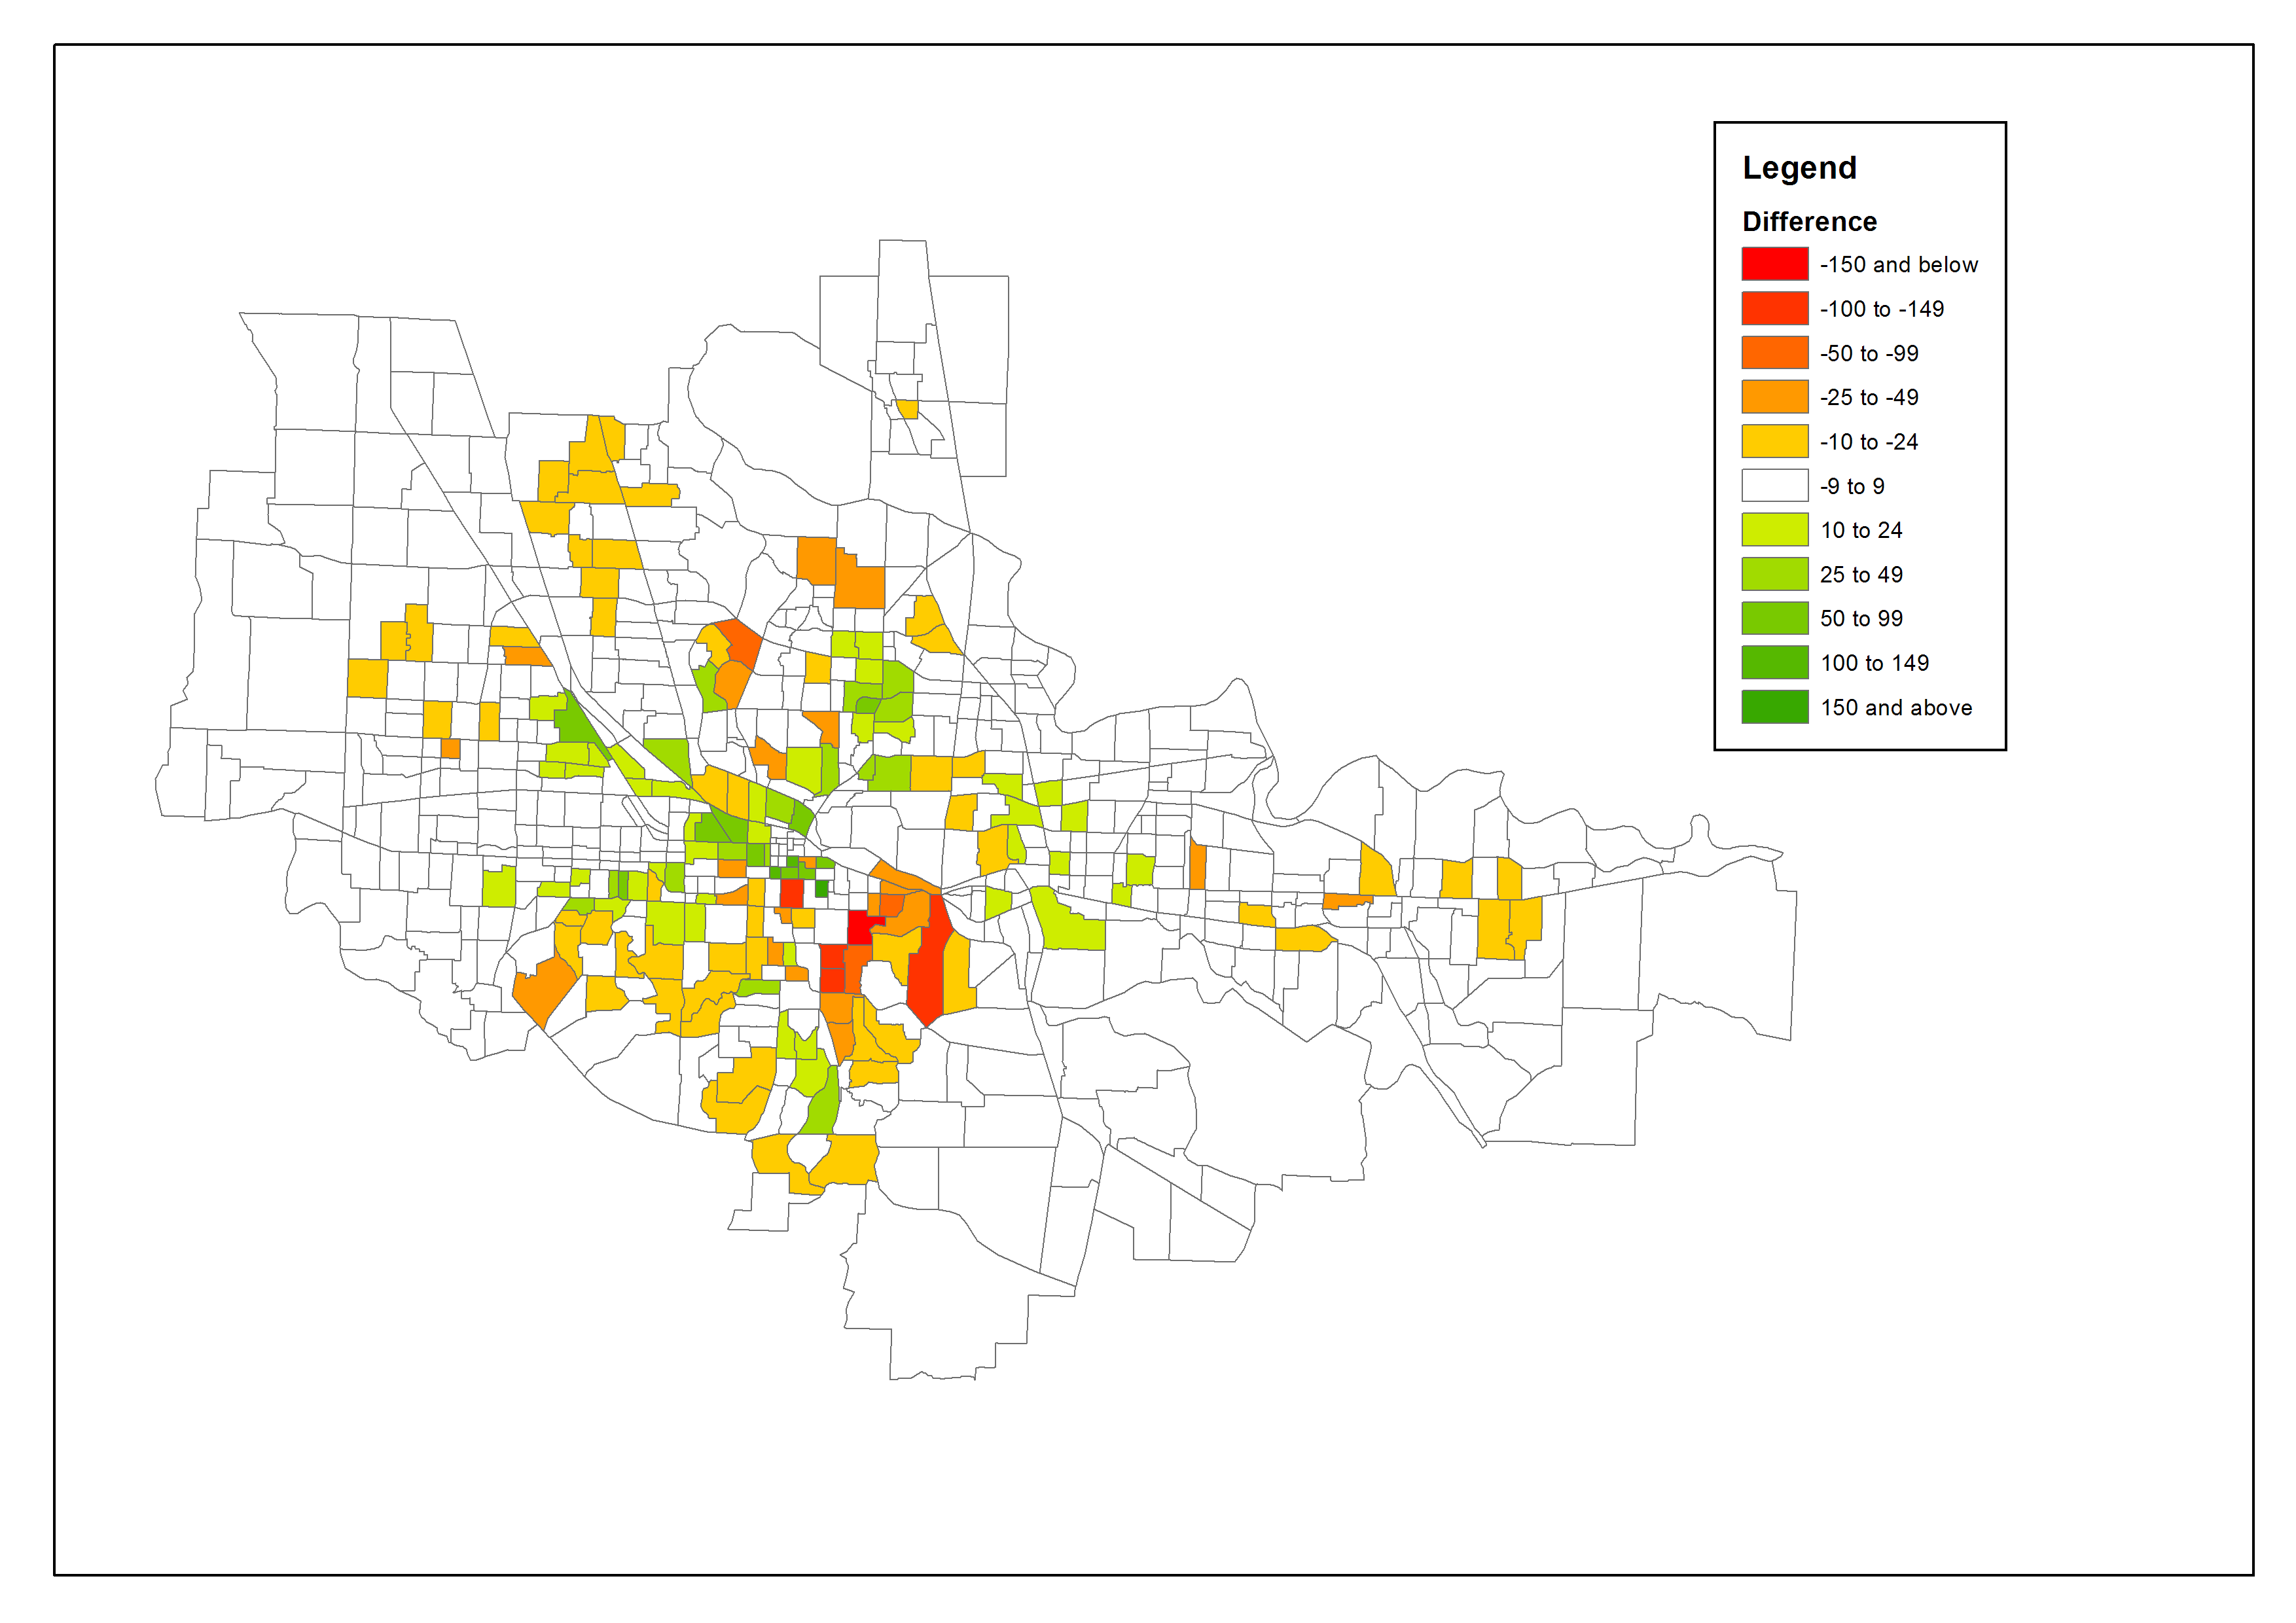 Legend
Difference
-150 and below
-100 to -149
-50 to -99
-25 to -49
-10 to -24
-9 to 9
10 to 24
25 to 49
50 to 99
100 to 149
150 and above